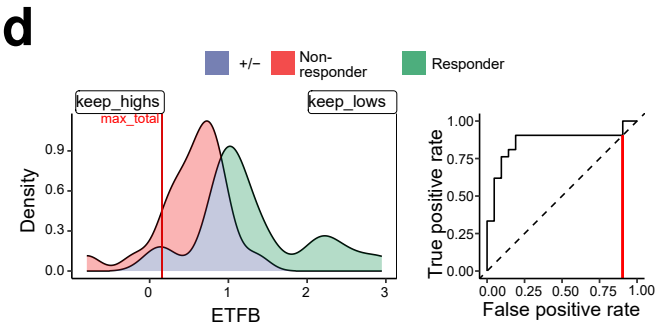 d
+/−
Non-
responder
Responder
keep_highs
keep_lows
max_total
Density
0.9
0.6
0.3
0.0
0
1
2
3
ETFB
True positive rate
1.00
0.75
0.50
0.25
0.00
0.00
0.25
0.50
0.75
1.00
False positive rate